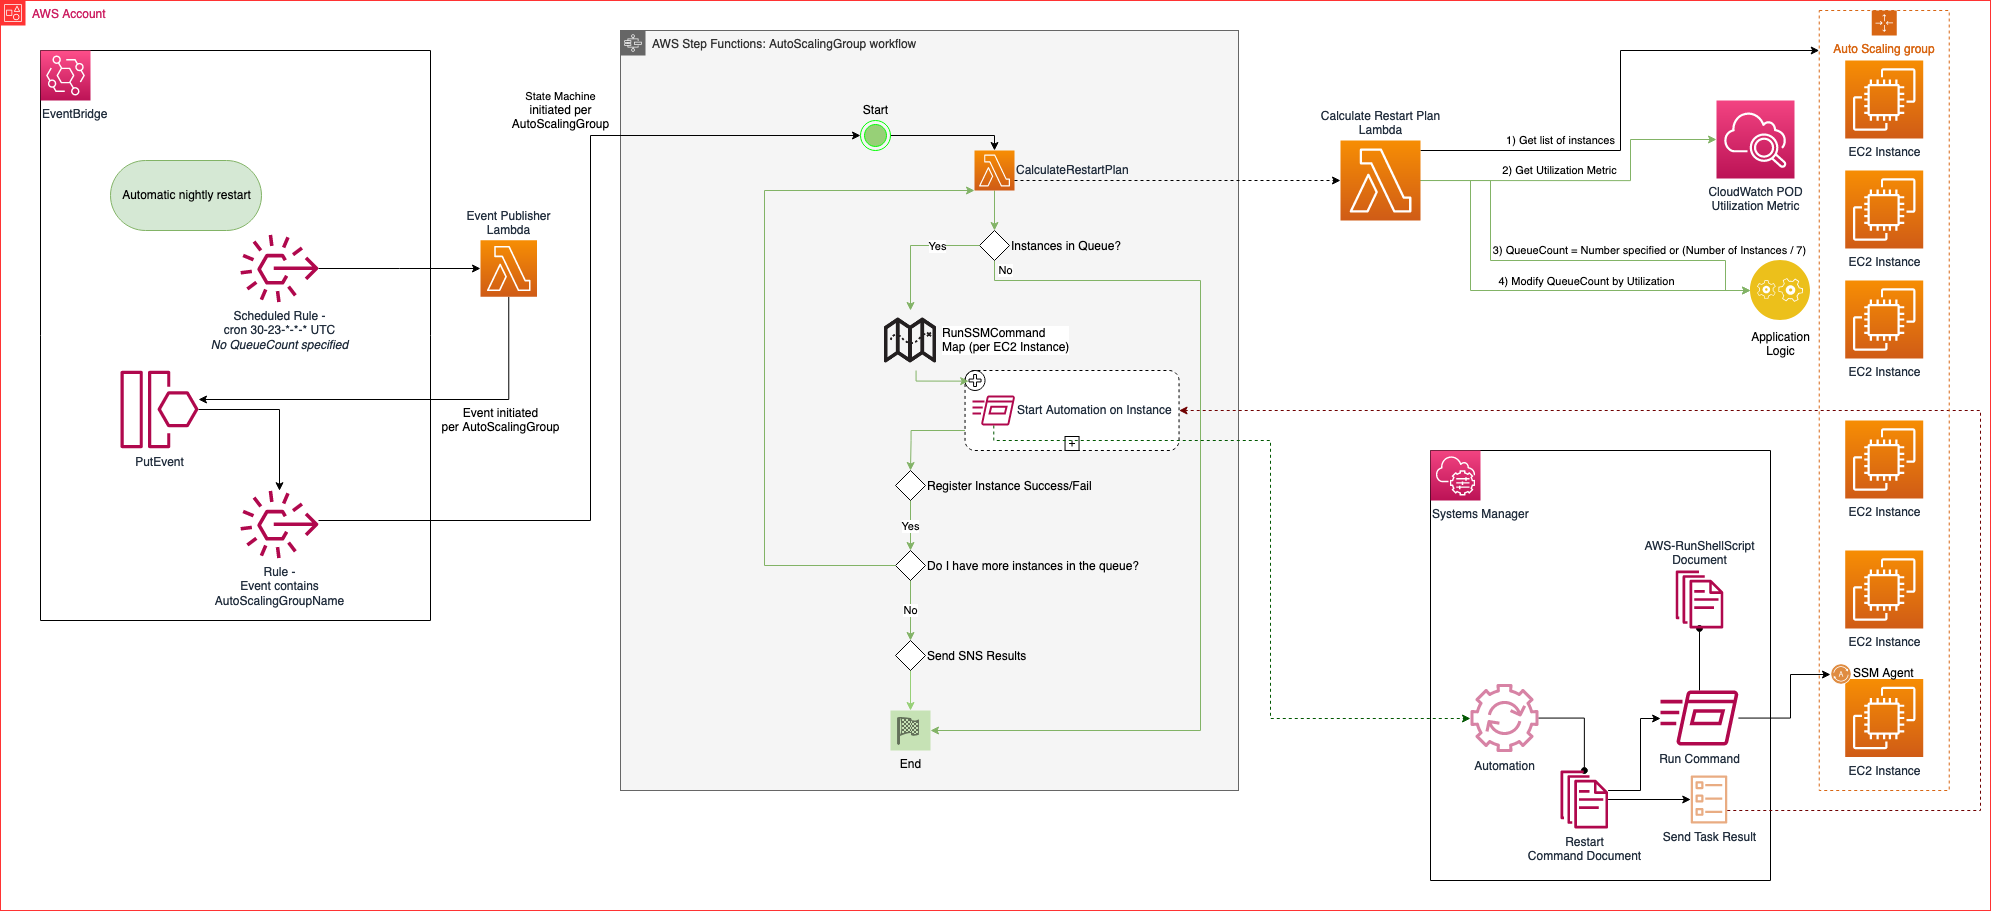 AWS Account
EventBridge
Automatic nightly restart
Scheduled Rule -
cron 30-23-*-*-* UTC
No QueueCount specified
Event Publisher
Lambda
PutEvent
Event initiated
per AutoScalingGroup
Rule -
Event contains
AutoScalingGroupName
State Machine
initiated per
AutoScalingGroup
AWS Step Functions: AutoScalingGroup workflow
Start
CalculateRestartPlan
Instances in Queue?
Yes
No
RunSSMCommand
Map (per EC2 Instance)
Start Automation on Instance
Register Instance Success/Fail
Yes
Do I have more instances in the queue?
No
Send SNS Results
End
Calculate Restart Plan
Lambda
1) Get list of instances
2) Get Utilization Metric
3) QueueCount = Number specified or (Number of Instances / 7)
4) Modify QueueCount by Utilization
CloudWatch POD
Utilization Metric
Application
Logic
Systems Manager
AWS-RunShellScript
Document
Automation
Run Command
Restart
Command Document
Send Task Result
Auto Scaling group
EC2 Instance
EC2 Instance
EC2 Instance
EC2 Instance
EC2 Instance
SSM Agent
EC2 Instance